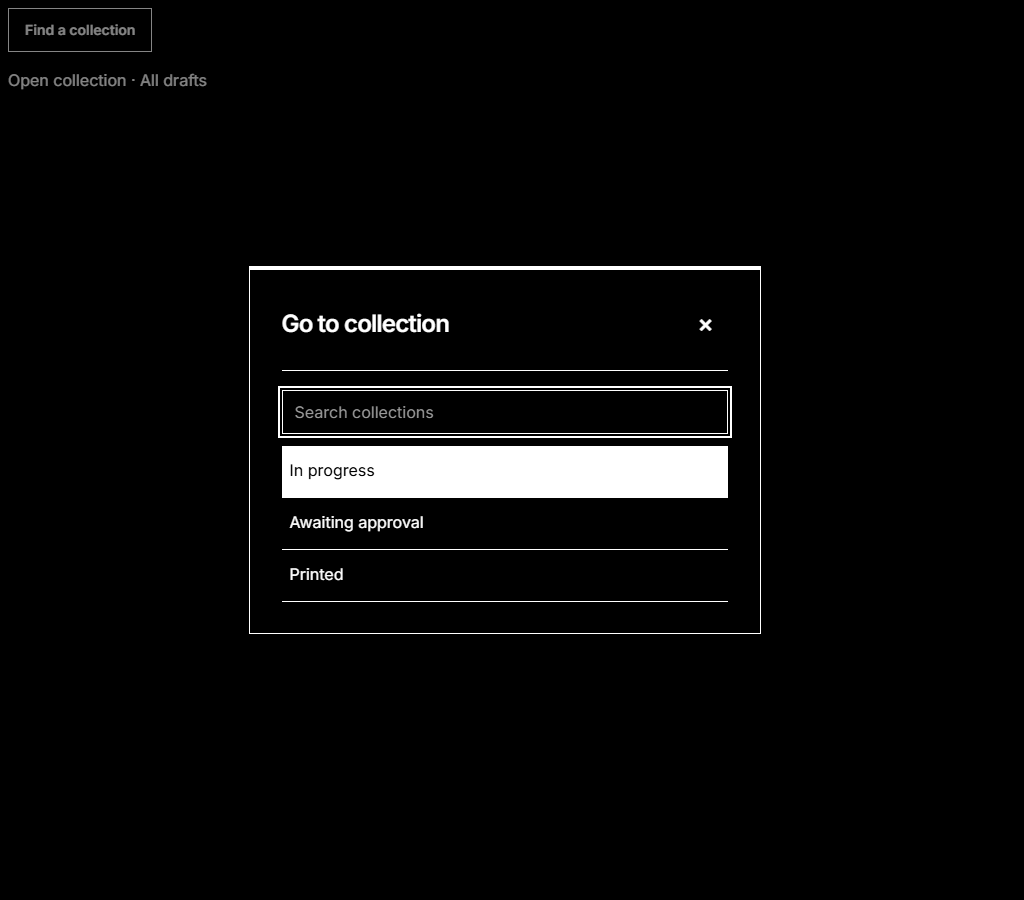 Find a collection
Open collection · All drafts
Go to collection
×
Search collections
In progress
Awaiting approval
Printed